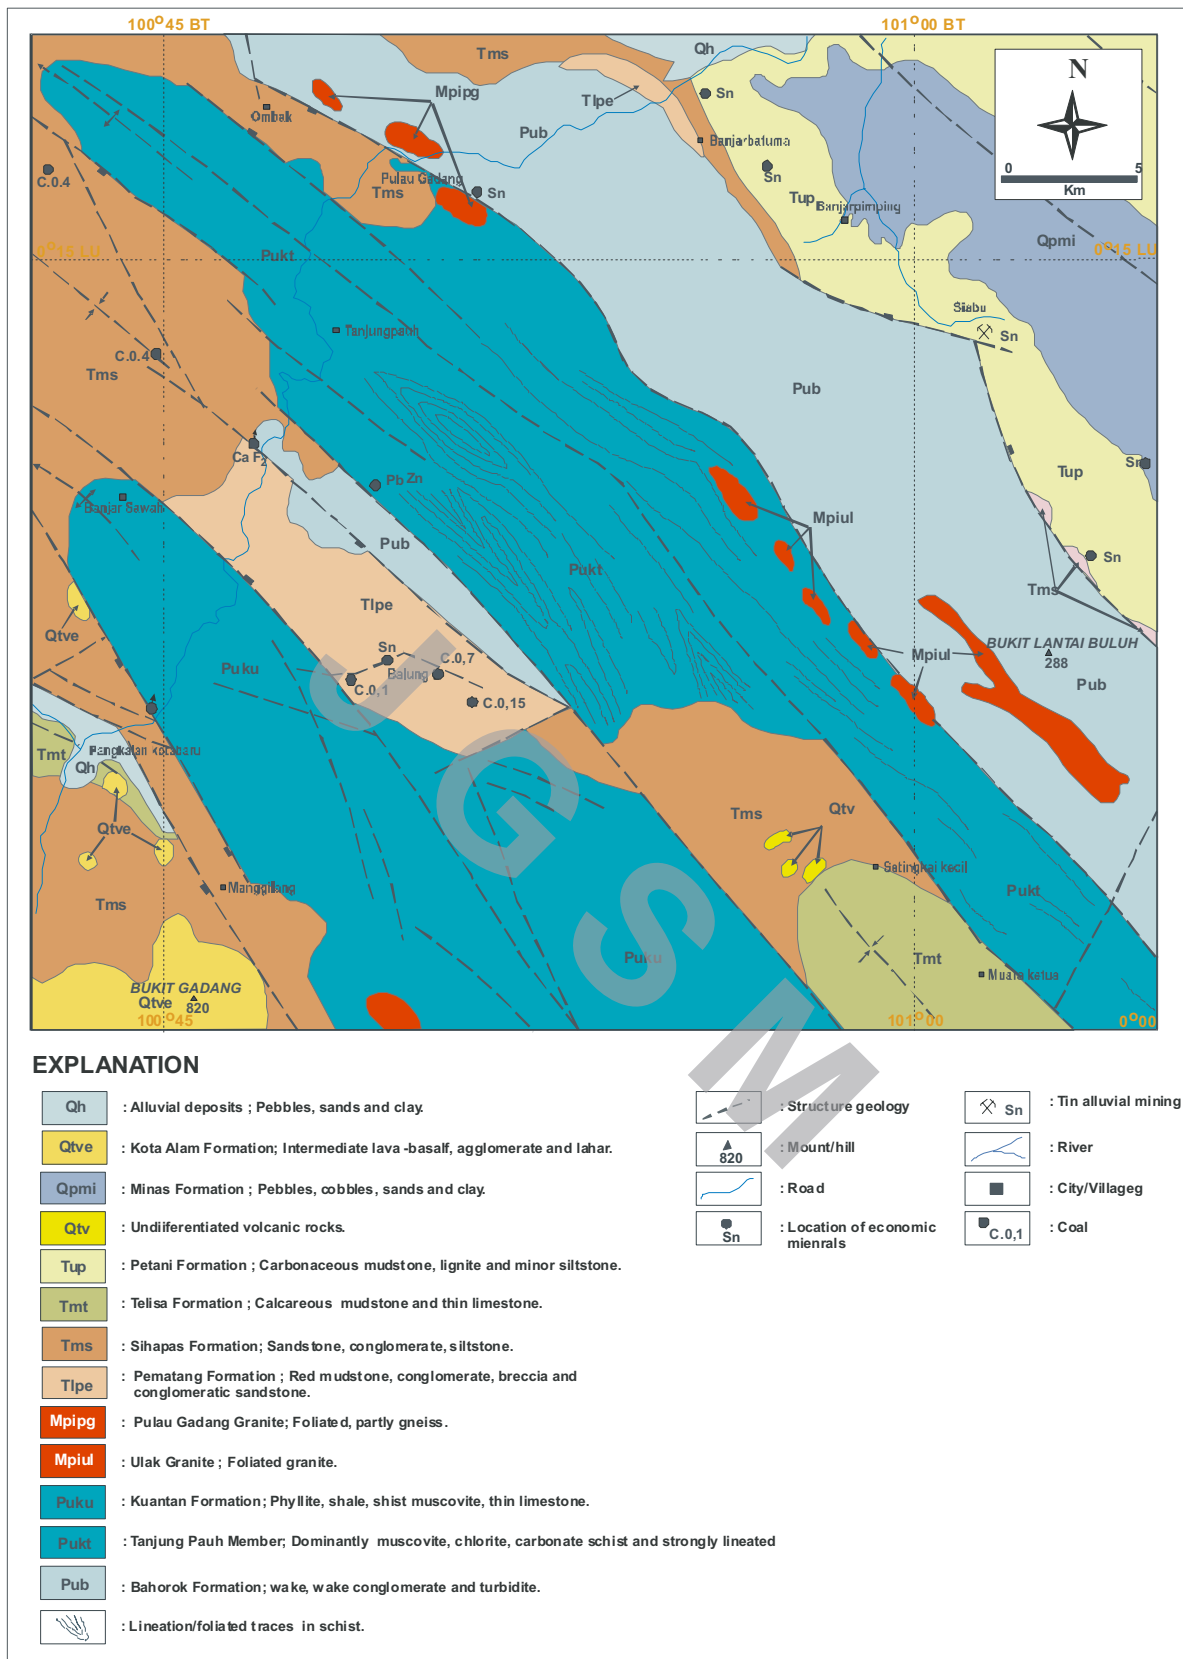 100°45 BT
101°00 BT
Tms
Qh
N
Mpipg
Tlpe
Sn
Ombak
Pub
Banjarbatuma
0
5
Km
C.0.4
Pulau Gadang
Tms
Sn
Sn
Tup
Banjarpimping
Qpmi
0°15 LU
Pukt
0°15 LU
Siabu
Tanjungpauh
Sn
C.0.4
Tms
Pub
Ca F2
Pb Zn
Tup
Sn
Banjar Sawah
Mpiul
Pub
Sn
Pukt
Tms
Tlpe
Qtve
BUKIT LANTAI BULUH
288
Sn
C.0,7
Mpiul
Puku
Balung
C.0,1
Pub
C.0,15
J
G
S
M
Tmt
Pangkalan kotabaru
Qh
Tms
Qtv
Qtve
Setingkai kecil
Manggilang
Pukt
Tms
Puku
Tmt
Muara ketua
BUKIT GADANG
Qtve
820
100°45
101°00
0°00
EXPLANATION
Qh : Alluvial deposits ; Pebbles, sands and clay.
Qtve : Kota Alam Formation; Intermediate lava -basalf, agglomerate and lahar.
Qpmi : Minas Formation ; Pebbles, cobbles, sands and clay.
Qtv : Undiiferentiated volcanic rocks.
Tup : Petani Formation ; Carbonaceous mudstone, lignite and minor siltstone.
Tmt : Telisa Formation ; Calcareous mudstone and thin limestone.
Tms : Sihapas Formation; Sandstone, conglomerate, siltstone.
Tlpe : Pematang Formation ; Red mudstone, conglomerate, breccia and
conglomeratic sandstone.
Mpipg : Pulau Gadang Granite; Foliated, partly gneiss.
Mpiul : Ulak Granite ; Foliated granite.
Puku : Kuantan Formation; Phyllite, shale, shist muscovite, thin limestone.
Pukt : Tanjung Pauh Member; Dominantly muscovite, chlorite, carbonate schist and strongly lineated
Pub : Bahorok Formation; wake, wake conglomerate and turbidite.
: Lineation/foliated traces in schist.
: Structure geology
820 : Mount/hill
: Road
Sn : Location of economic
mienrals
Sn : Tin alluvial mining
: River
: City/Villageg
C.0,1 : Coal